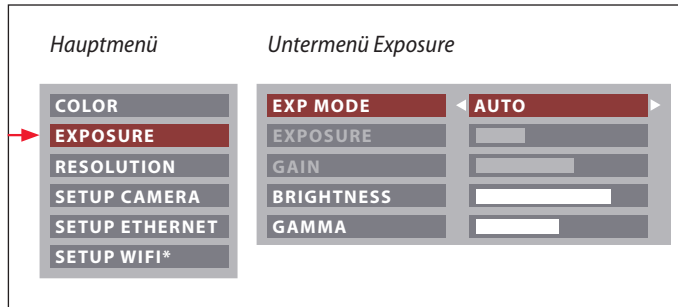 Hauptmenü
Untermenü Exposure
COLOR
EXPOSURE
RESOLUTION
SETUP CAMERA
SETUP ETHERNET
SETUP WIFI*
EXP MODE AUTO
EXPOSURE
GAIN
BRIGHTNESS
GAMMA